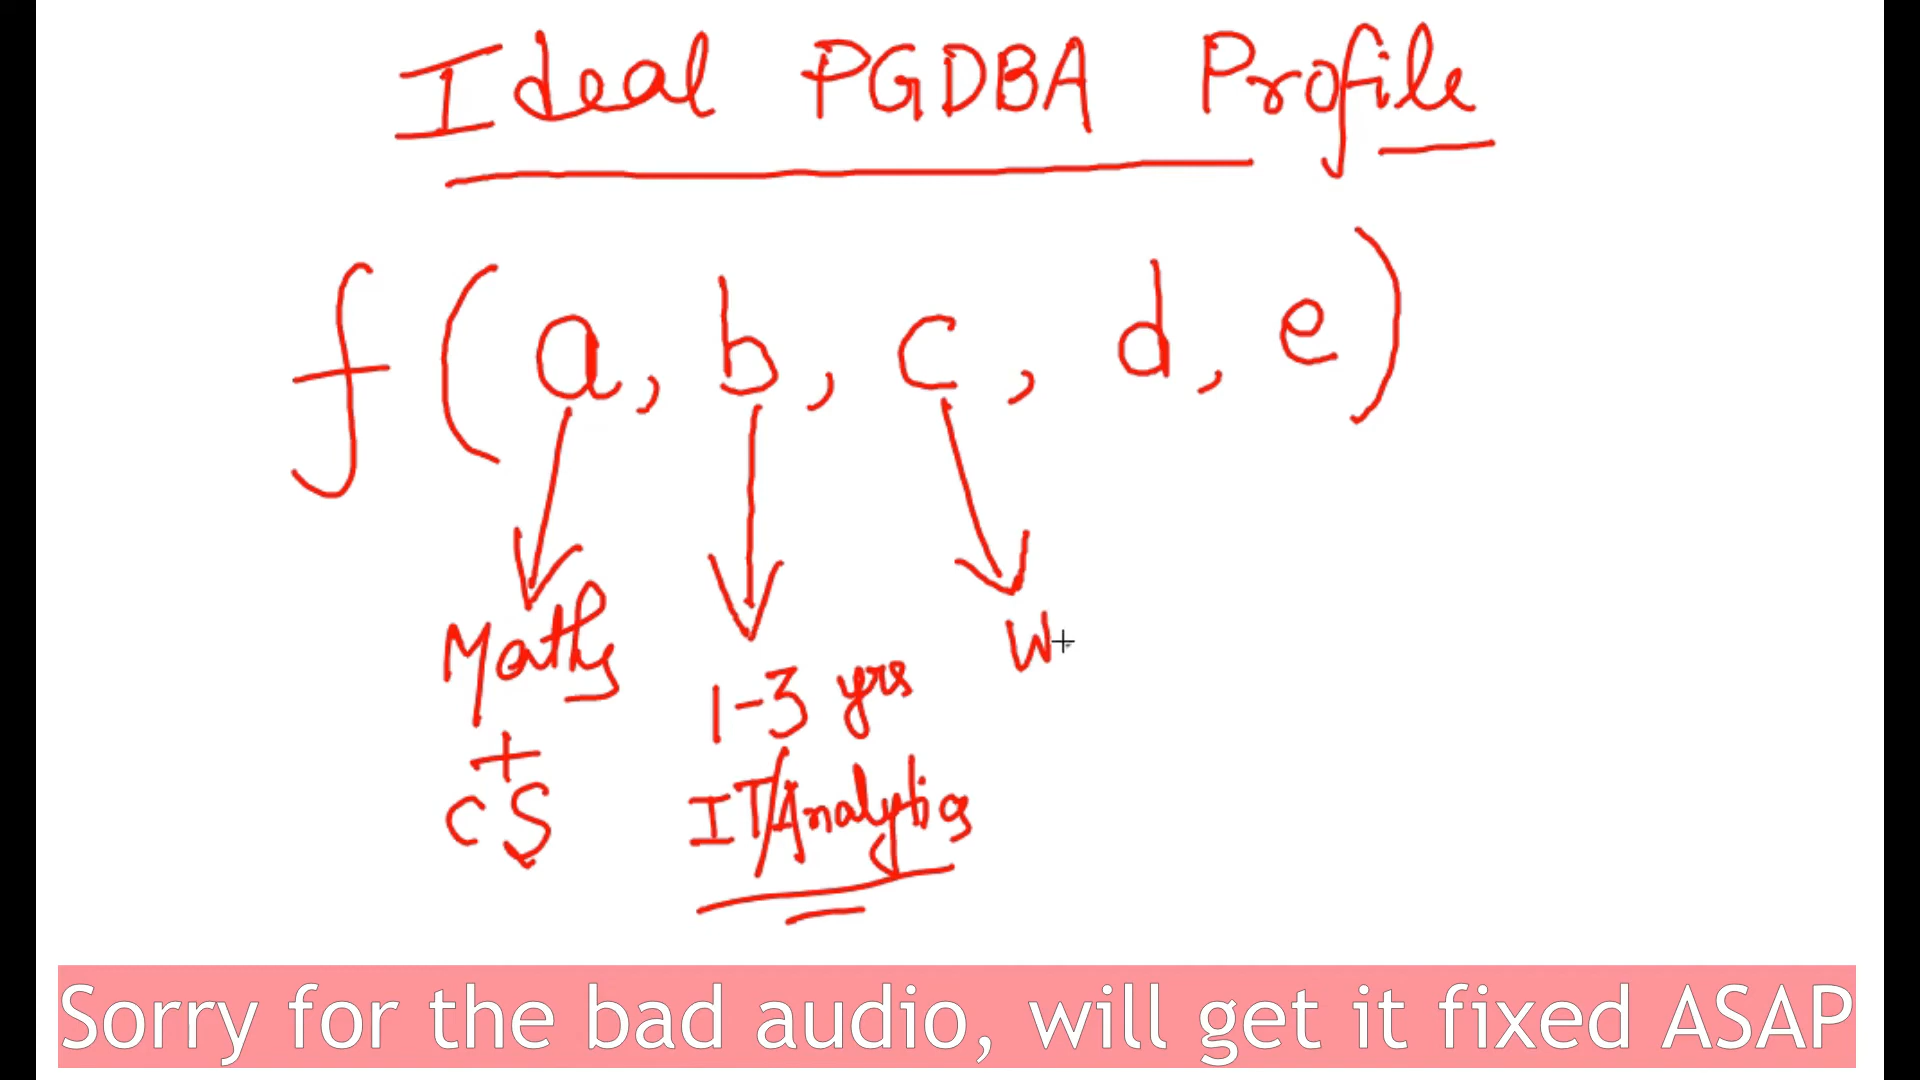 Ideal PGDBA Profile
f(a, b, c, d, e)
Maths
+
CS
1-3 yrs
IT/Analytics
W
Sorry for the bad audio, will get it fixed ASAP